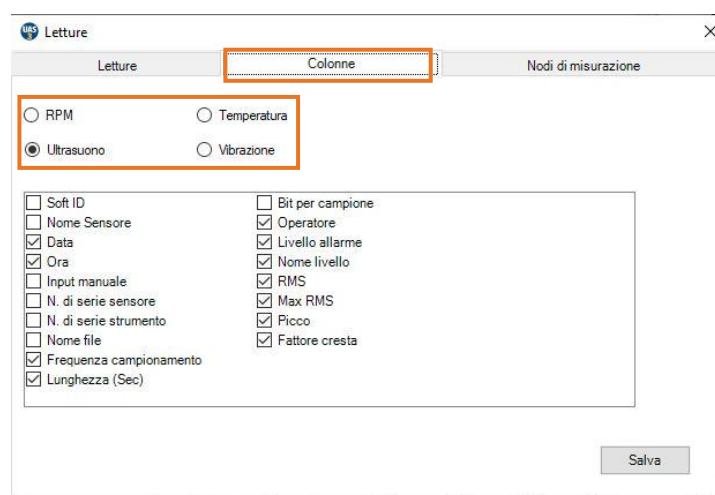 UAS
3
Letture
Letture
Colonne
Nodi di misurazione
RPM
Temperatura
Ultrasuono
Vibrazione
Soft ID
Nome Sensore
Data
Ora
Input manuale
N. di serie sensore
N. di serie strumento
Nome file
Frequenza campionamento
Lunghezza (Sec)
Bit per campione
Operatore
Livello allarme
Nome livello
RMS
Max RMS
Picco
Fattore cresta
Salva